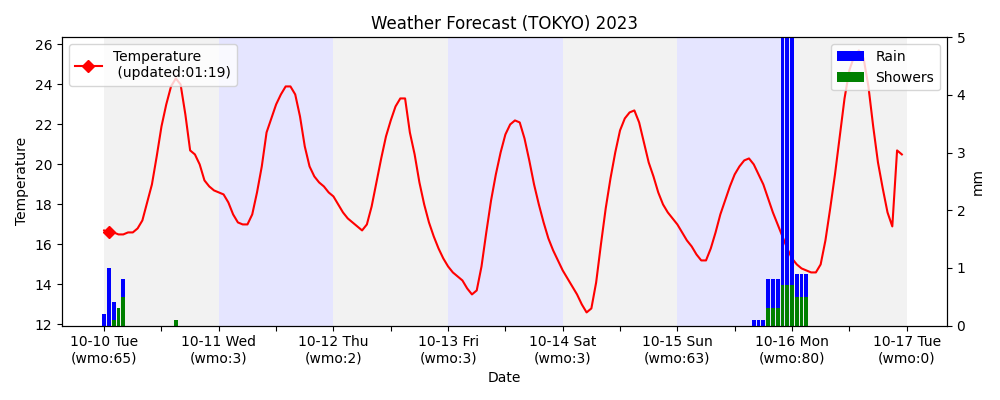 Weather Forecast (TOKYO) 2023
Temperature
(updated:01:19)
Rain
Showers
Temperature
26
24
22
20
18
16
14
12
5
4
3
2
1
0
mm
10-10 Tue
(wmo:65)
10-11 Wed
(wmo:3)
10-12 Thu
(wmo:2)
10-13 Fri
(wmo:3)
10-14 Sat
(wmo:3)
10-15 Sun
(wmo:63)
10-16 Mon
(wmo:80)
10-17 Tue
(wmo:0)
Date